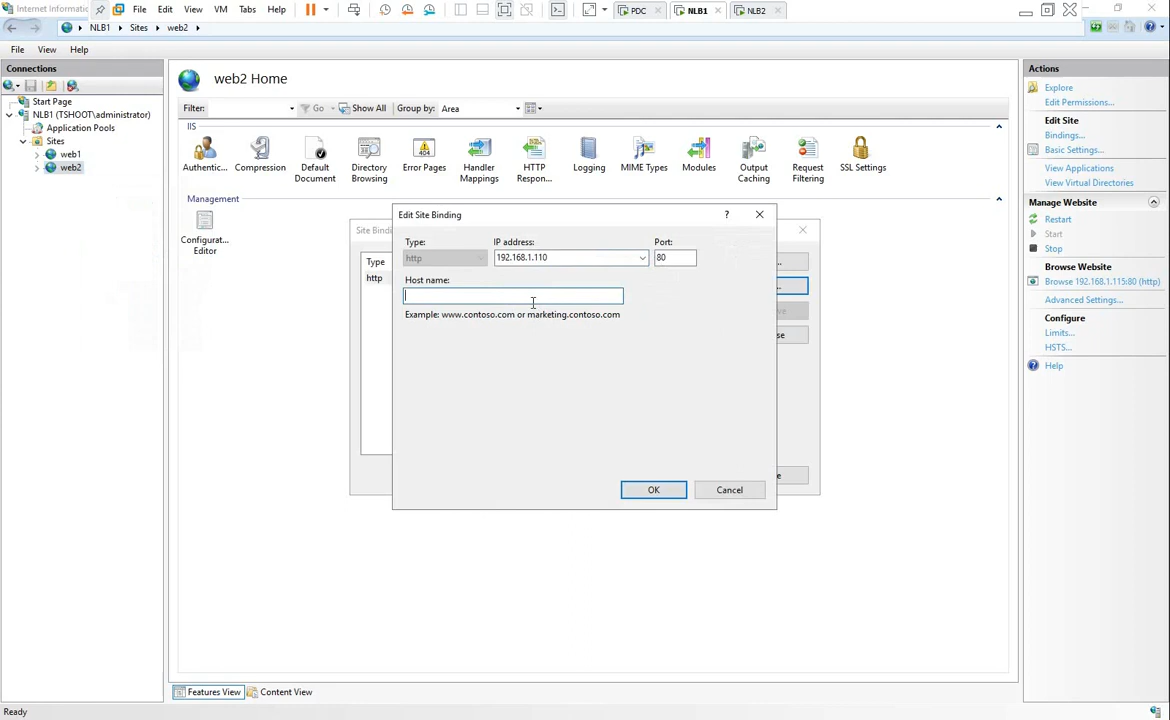 Internet Informatic
File Edit View VM Tabs Help
PDC NLB1 NLB2
NLB1 Sites web2
File View Help
Connections
Start Page
NLB1 (TSHOOT\administrator)
Application Pools
Sites
web1
web2
web2 Home
Filter: Go Show All Group by: Area
IIS
Authentic... Compression Default Document Directory Browsing Error Pages Handler Mappings HTTP Respon... Logging MIME Types Modules Output Caching Request Filtering SSL Settings
404
Management
Configurat... Editor
Site Bindi
Type
http
Edit Site Binding
?
Type: IP address: Port:
http 192.168.1.110 80
Host name:
Example: www.contoso.com or marketing.contoso.com
OK Cancel
Features View Content View
Actions
Explore
Edit Permissions...
Edit Site
Bindings...
Basic Settings...
View Applications
View Virtual Directories
Manage Website
Restart
Start
Stop
Browse Website
Browse 192.168.1.115:80 (http)
Advanced Settings...
Configure
Limits...
HSTS...
Help
Ready